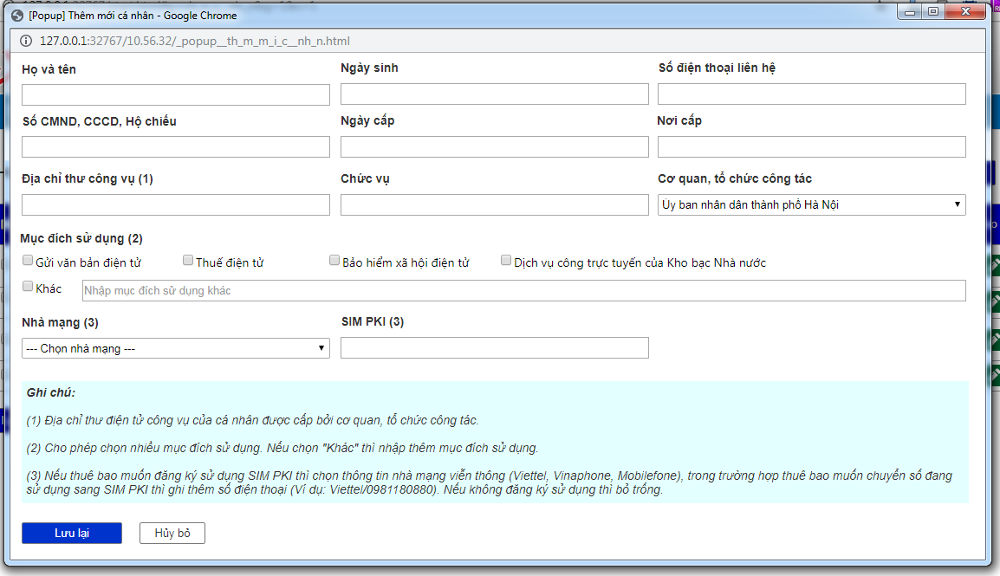 [Popup] Thêm mới cá nhân - Google Chrome
127.0.0.1:32767/10.56.32/_popup__th_m_m_i_c__nh_n.html
Họ và tên
Ngày sinh
Số điện thoại liên hệ
Số CMND, CCCD, Hộ chiếu
Ngày cấp
Nơi cấp
Địa chỉ thư công vụ (1)
Chức vụ
Cơ quan, tổ chức công tác
Ủy ban nhân dân thành phố Hà Nội
Mục đích sử dụng (2)
Gửi văn bản điện tử
Thuế điện tử
Bảo hiểm xã hội điện tử
Dịch vụ công trực tuyến của Kho bạc Nhà nước
Khác
Nhập mục đích sử dụng khác
Nhà mạng (3)
SIM PKI (3)
--- Chọn nhà mạng ---
Ghi chú:
(1) Địa chỉ thư điện tử công vụ của cá nhân được cấp bởi cơ quan, tổ chức công tác.
(2) Cho phép chọn nhiều mục đích sử dụng. Nếu chọn "Khác" thì nhập thêm mục đích sử dụng.
(3) Nếu thuê bao muốn đăng ký sử dụng SIM PKI thì chọn thông tin nhà mạng viễn thông (Viettel, Vinaphone, Mobilefone), trong trường hợp thuê bao muốn chuyển số đang
sử dụng sang SIM PKI thì ghi thêm số điện thoại (Ví dụ: Viettel/0981180880). Nếu không đăng ký sử dụng thì bỏ trống.
Lưu lại
Hủy bỏ